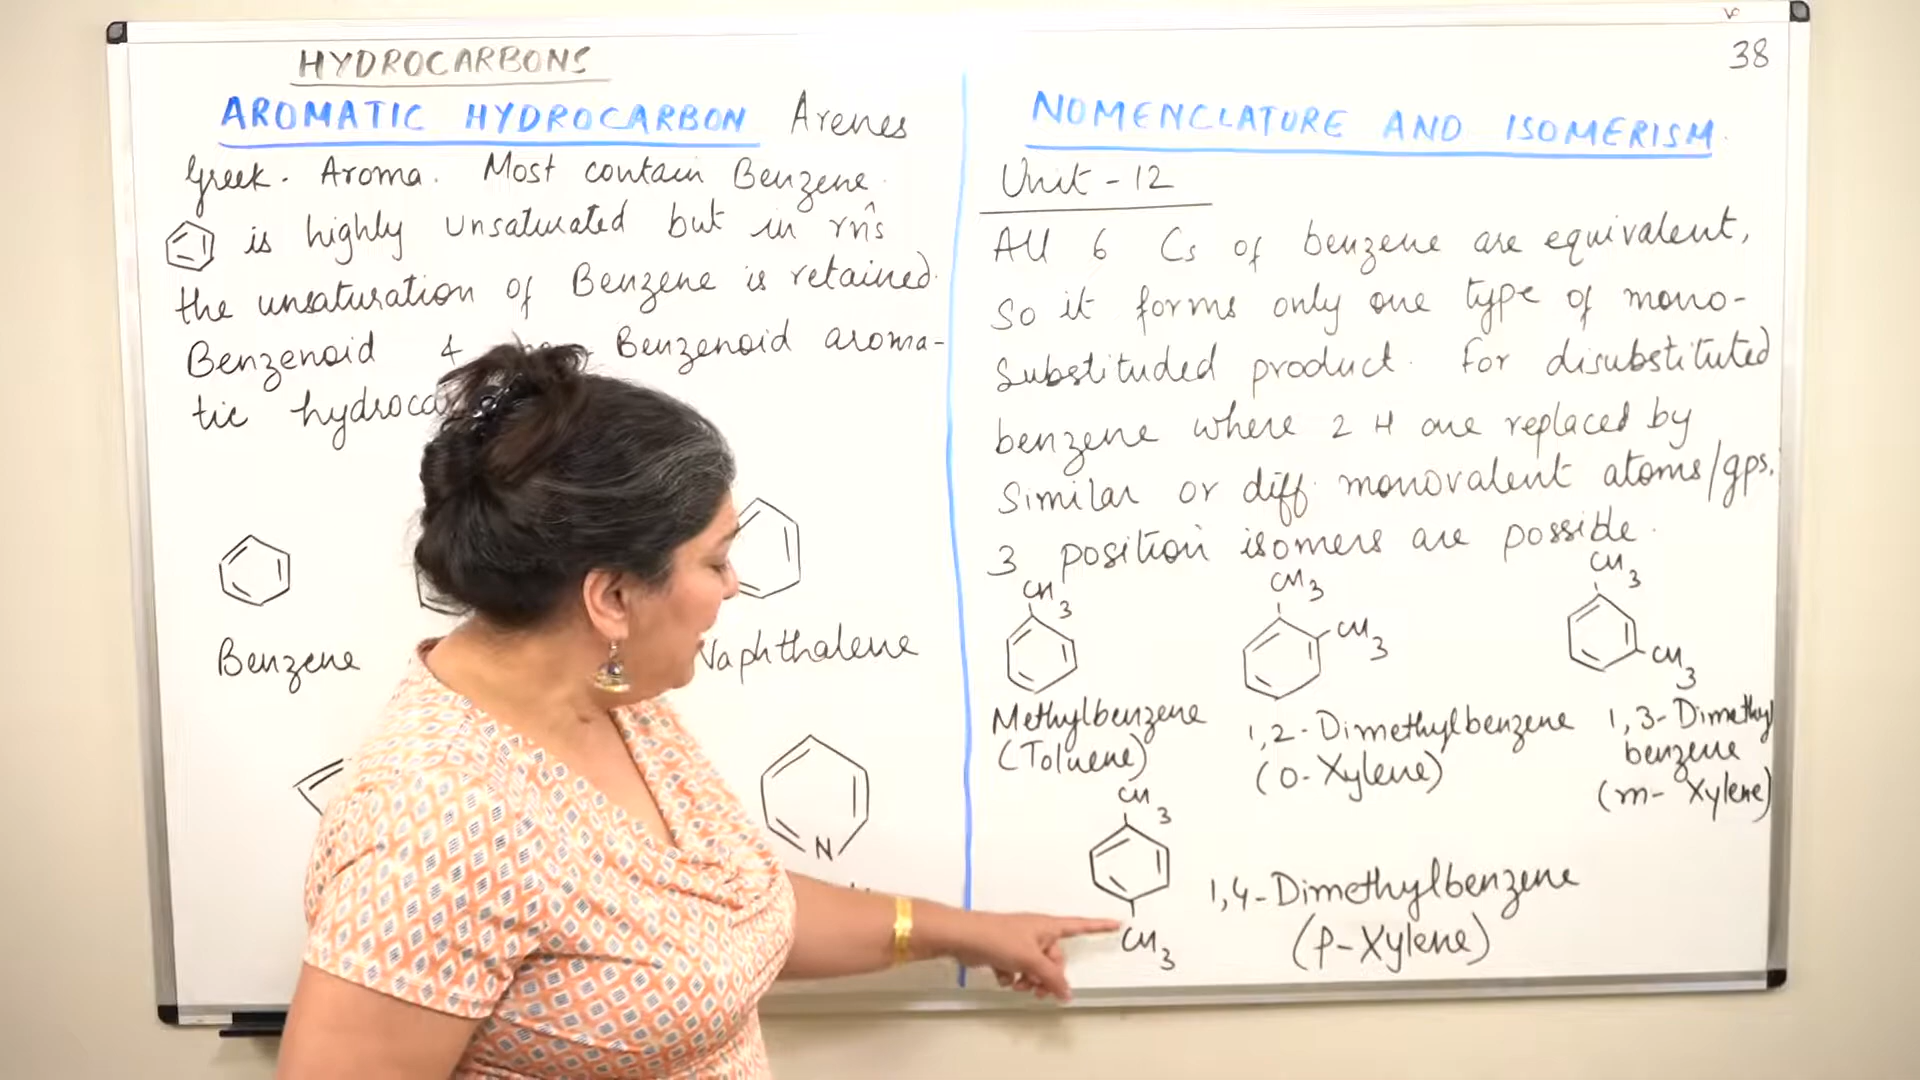 HYDROCARBONS
AROMATIC HYDROCARBON Arenes
Greek. Aroma. Most contain Benzene.
is highly unsaturated but in rn̂s
the unsaturation of Benzene is retained.
Benzenoid & Benzenoid aroma-
tic
Benzene
Naphthalene
N
38
NOMENCLATURE AND ISOMERISM.
Unit-12
All 6 Cs of benzene are equivalent,
So it forms only one type of mono-
Substituded product. For disubstituted
benzene where 2 H are replaced by
Similar or diff. monovalent atoms/gps.
3 position isomers are possible.
CH3
Methylbenzene
(Toluene)
CH3
CH3
1,2-Dimethylbenzene
(o-Xylene)
CH3
CH3
1,3-Dimethyl
benzene
(m-Xylene)
CH3
CH3
1,4-Dimethylbenzene
(p-Xylene)